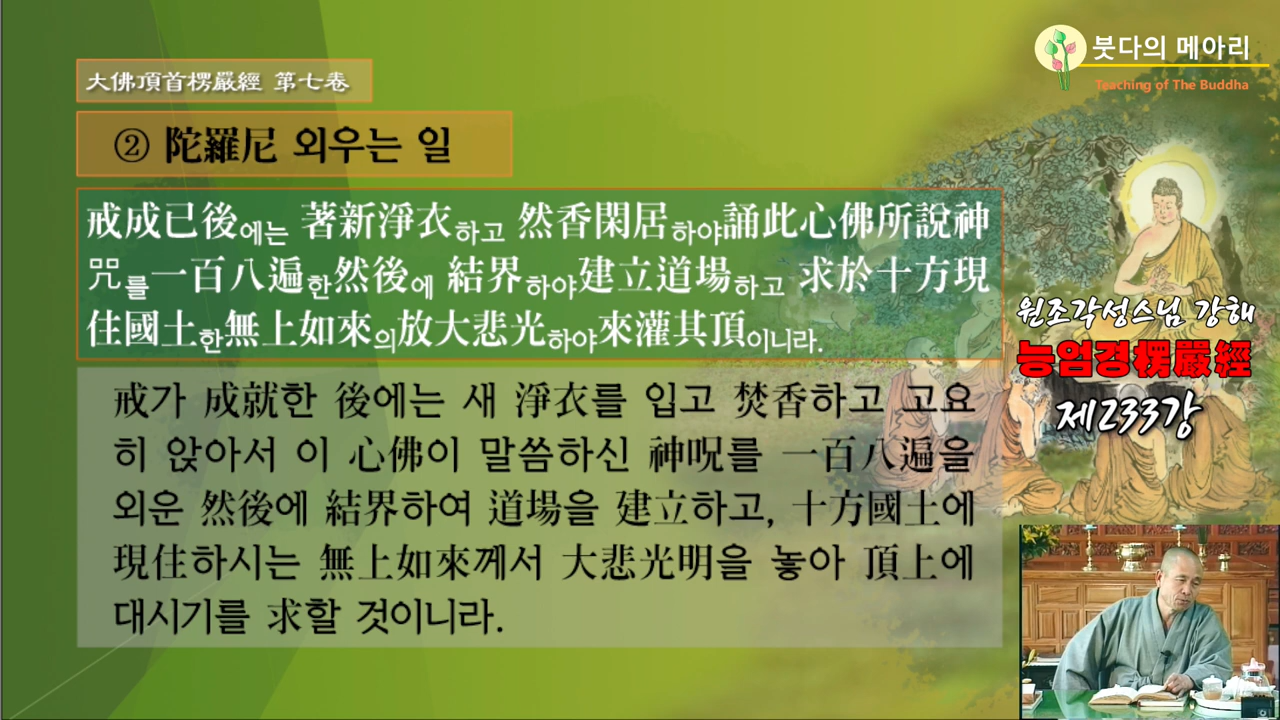 大佛頂首楞嚴經 第七卷
② 陀羅尼 외우는 일
戒成已後에는 著新淨衣하고 然香閑居하야誦此心佛所說神
咒를一百八遍한然後에 結界하야建立道場하고 求於十方現
住國土한無上如來의放大悲光하야來灌其頂이니라.
戒가 成就한 後에는 새 淨衣를 입고 焚香하고 고요
히 앉아서 이 心佛이 말씀하신 神呪를 一百八遍을
외운 然後에 結界하여 道場을 建立하고, 十方國土에
現住하시는 無上如來께서 大悲光明을 놓아 頂上에
대시기를 求할 것이니라.
붓다의 메아리
Teaching of The Buddha
원조각성스님 강해
능엄경楞嚴經
제233강